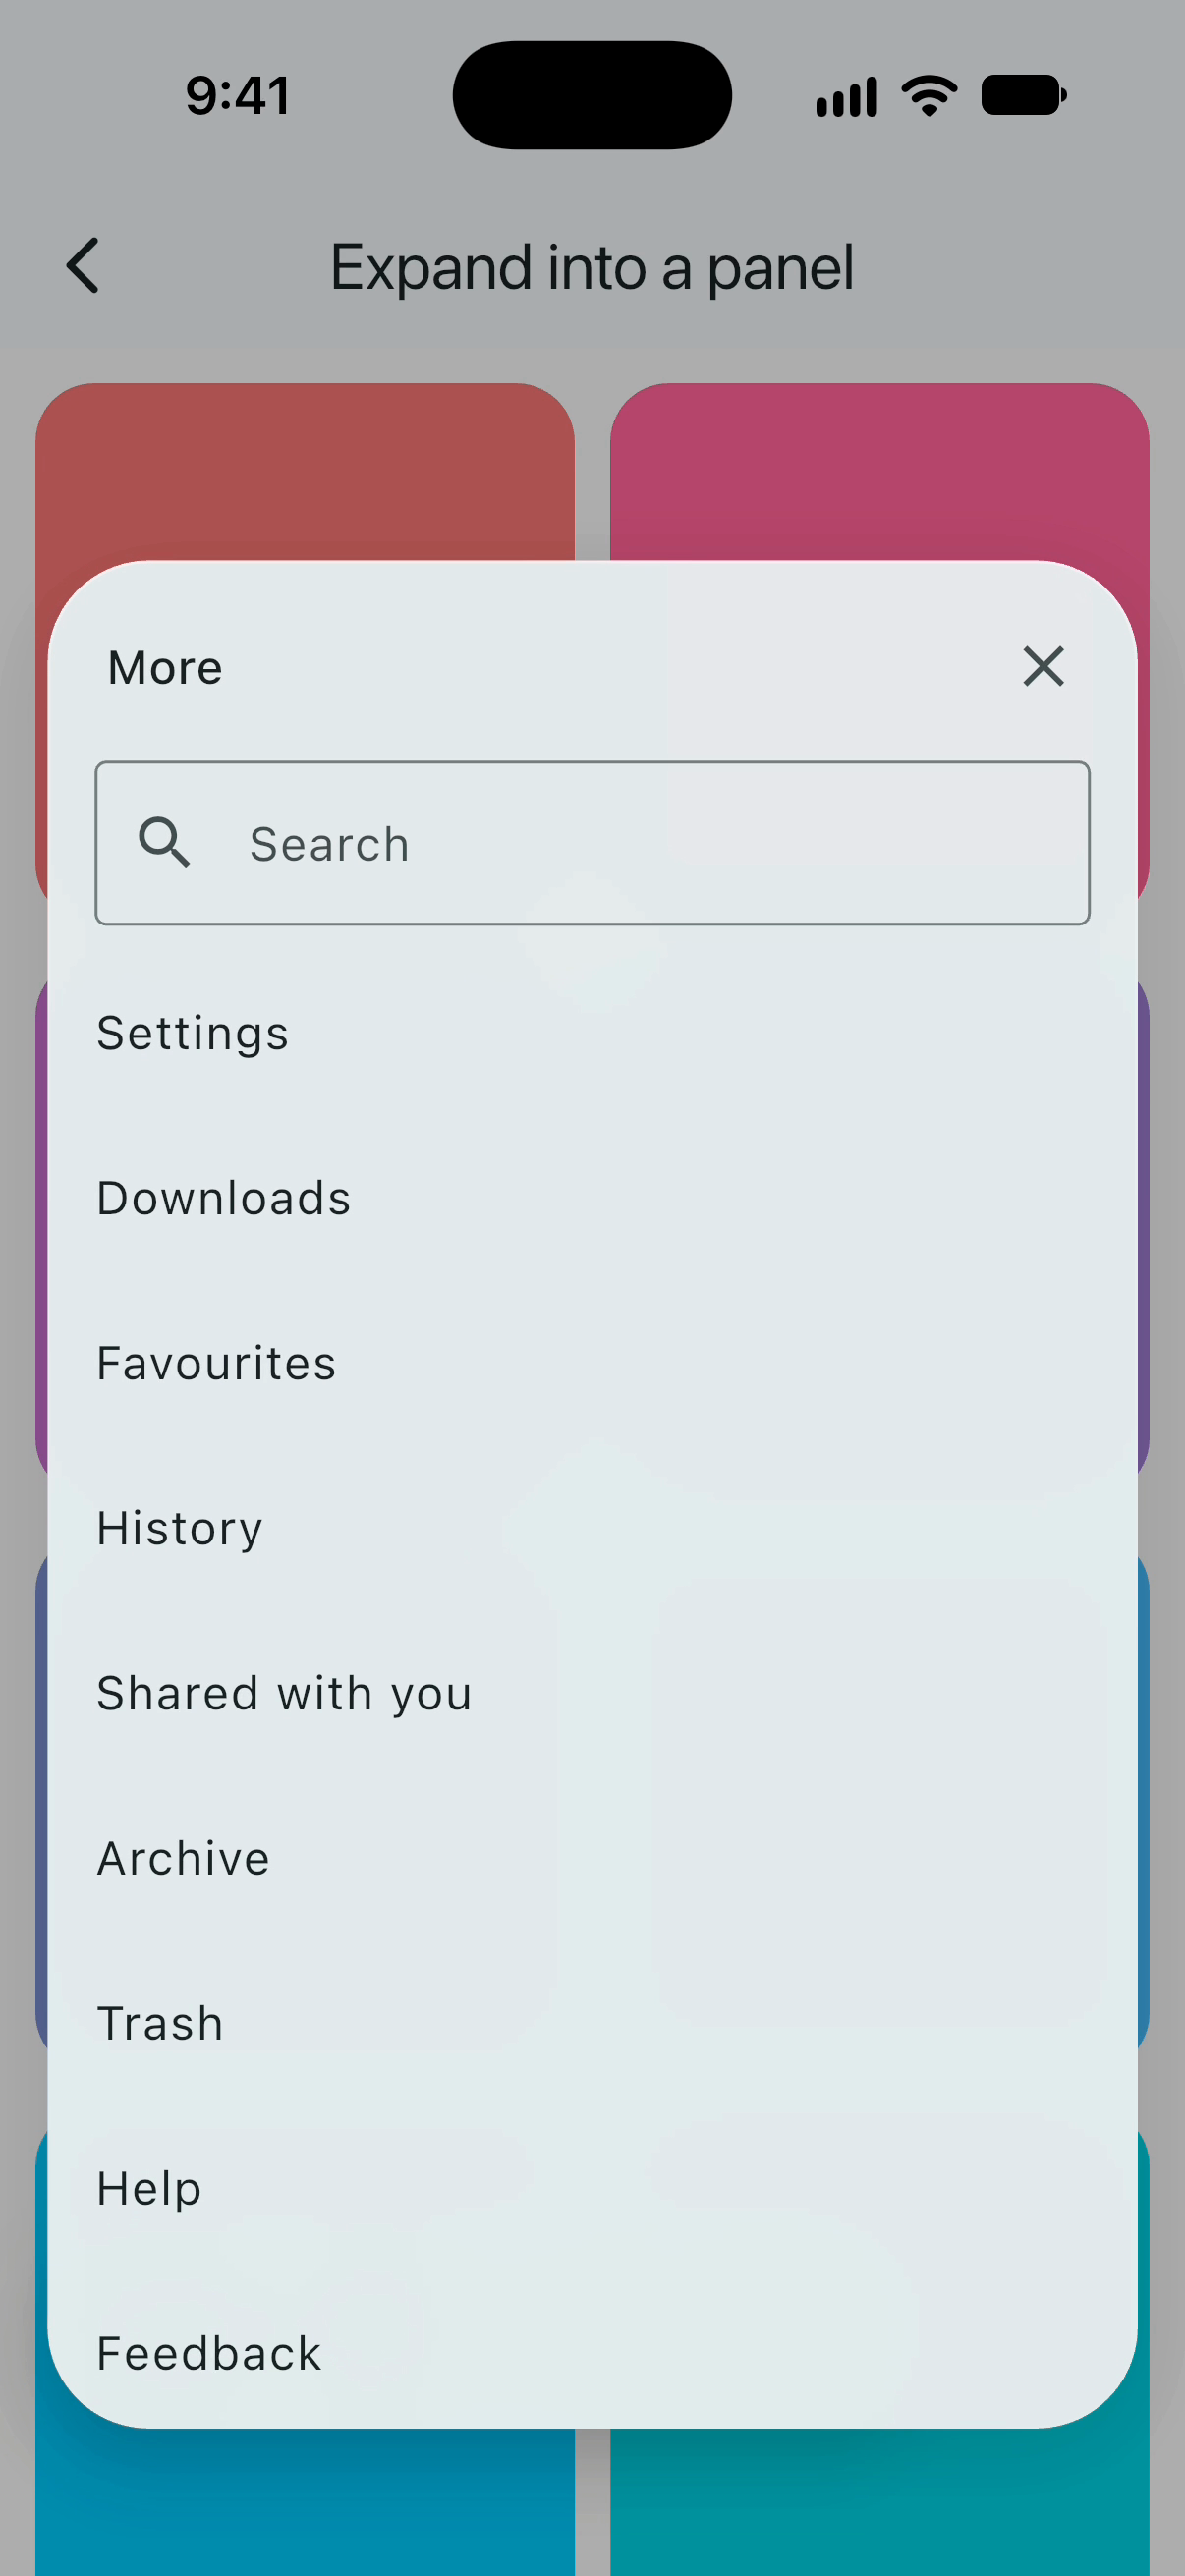 9:41
Expand into a panel
More
Search
Settings
Downloads
Favourites
History
Shared with you
Archive
Trash
Help
Feedback